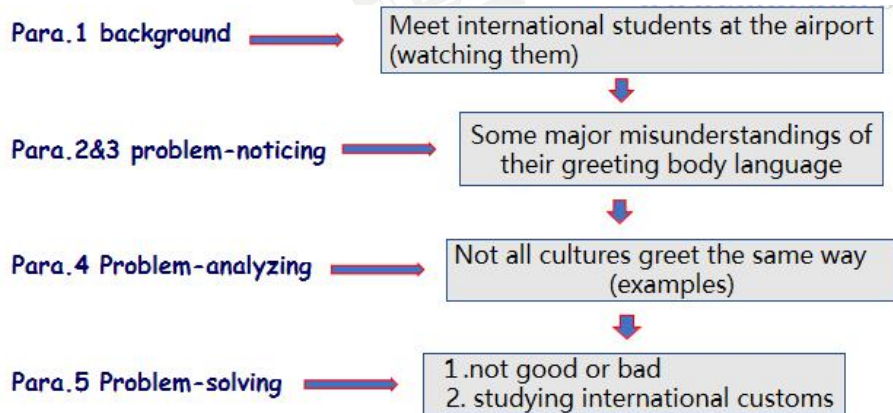 Para.1 background
Meet international students at the airport
(watching them)
Para.2&3 problem-noticing
Some major misunderstandings of
their greeting body language
Para.4 Problem-analyzing
Not all cultures greet the same way
(examples)
Para.5 Problem-solving
1.not good or bad
2. studying international customs